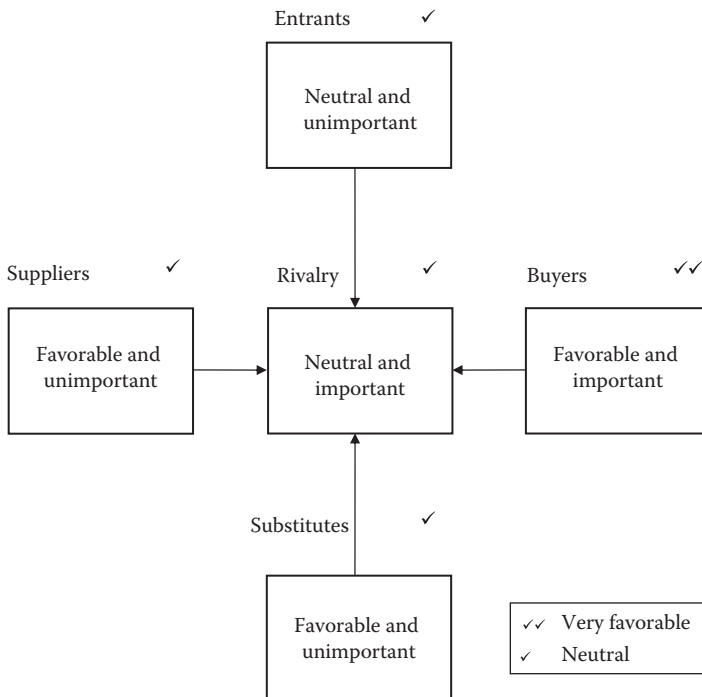 Entrants ✓
Neutral and
unimportant
Suppliers ✓
Favorable and
unimportant
Rivalry ✓
Neutral and
important
Buyers ✓✓
Favorable and
important
Substitutes ✓
Favorable and
unimportant
✓✓ Very favorable
✓ Neutral